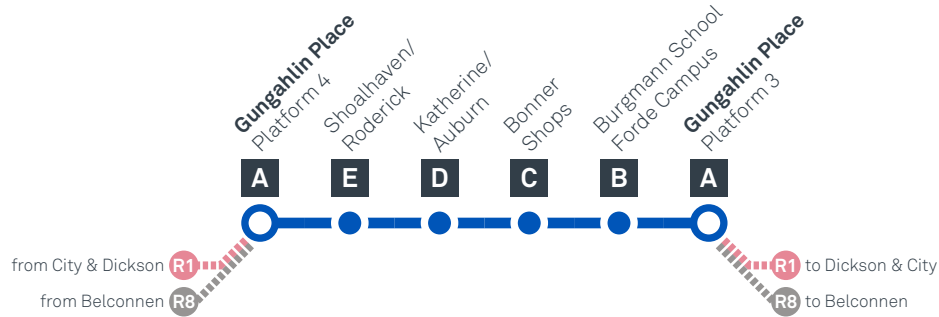 Gungahlin Place
Platform 4
Shoalhaven/
Roderick
Katherine/
Auburn
Bonner
Shops
Burgmann School
Forde Campus
Gungahlin Place
Platform 3
A
E
D
C
B
A
from City & Dickson R1
from Belconnen R8
R1 to Dickson & City
R8 to Belconnen